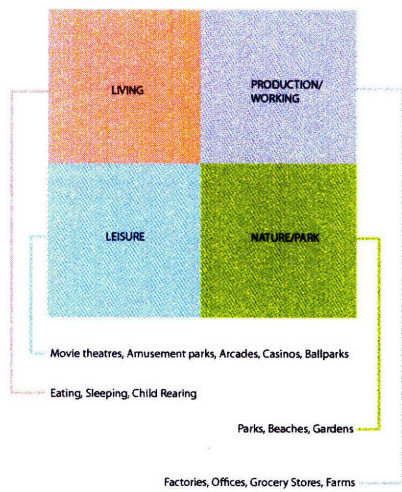 LIVING
PRODUCTION/
WORKING
LEISURE
NATURE/PARK
Movie theatres, Amusement parks, Arcades, Casinos, Ballparks
Eating, Sleeping, Child Rearing
Parks, Beaches, Gardens
Factories, Offices, Grocery Stores, Farms